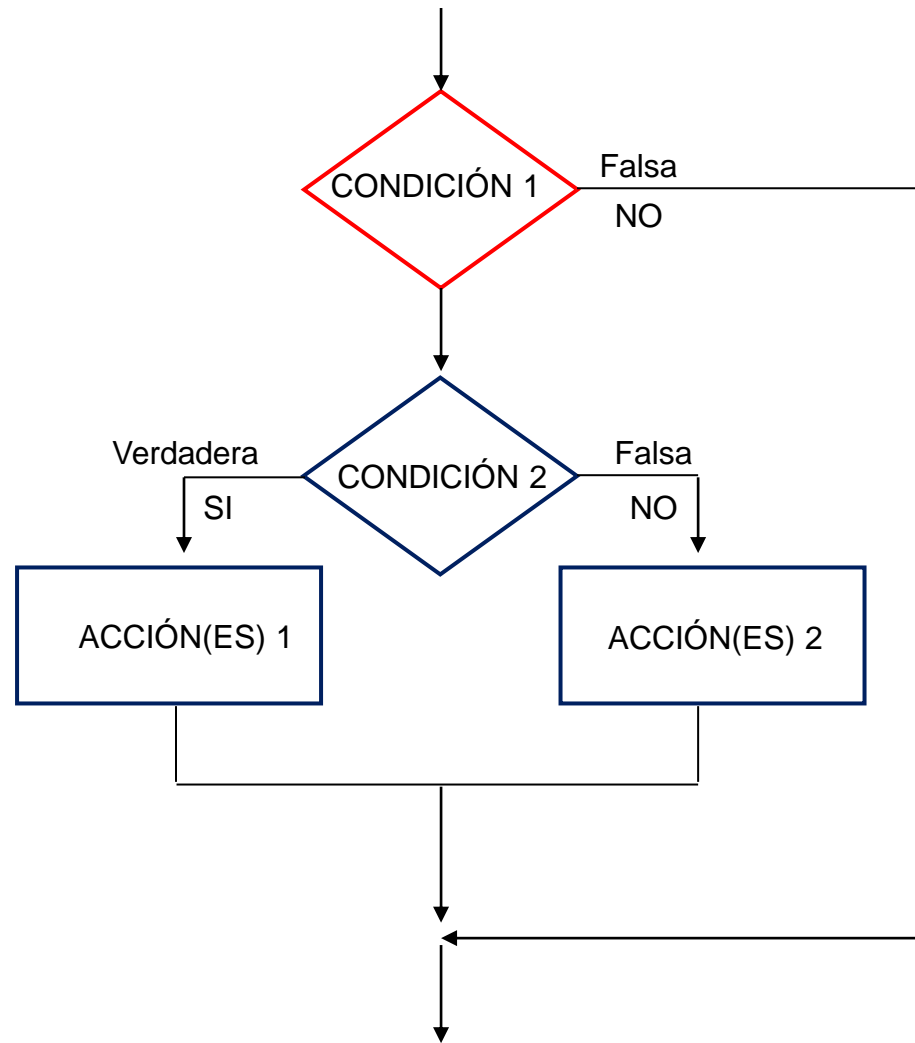 CONDICIÓN 1
Falsa
NO
CONDICIÓN 2
Verdadera
SI
Falsa
NO
ACCIÓN(ES) 1
ACCIÓN(ES) 2